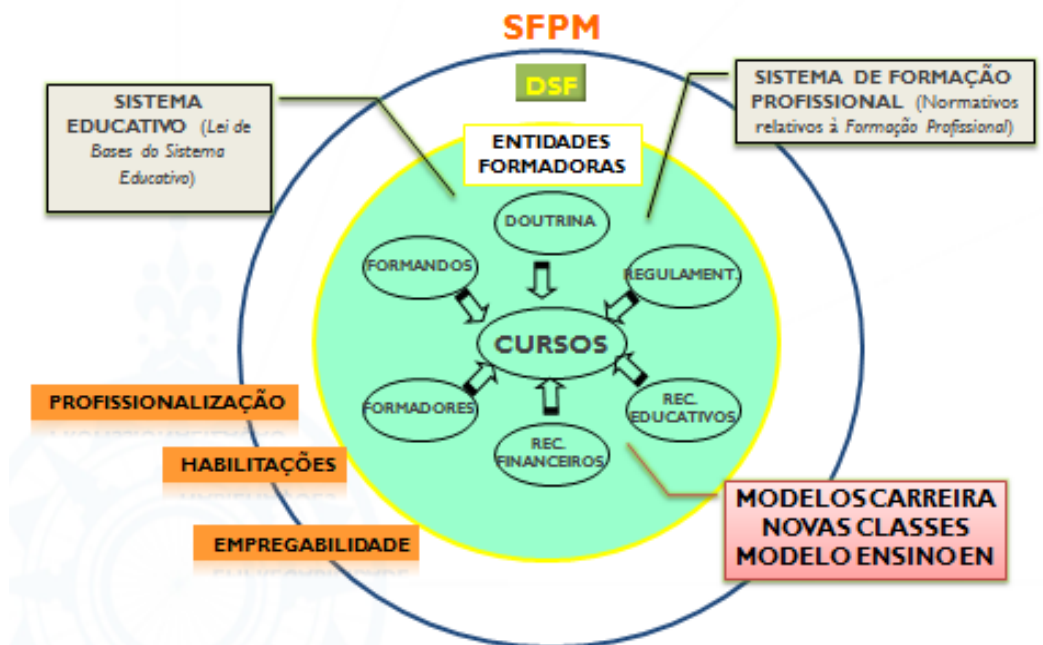 SFPM
DSF
SISTEMA
EDUCATIVO (Lei de
Bases do Sistema
Educativo)
SISTEMA DE FORMAÇÃO
PROFISSIONAL (Normativos
relativos à Formação Profissional)
ENTIDADES
FORMADORAS
DOUTRINA
FORMANDOS
REGULAMENT.
CURSOS
FORMADORES
REC.
EDUCATIVOS
REC.
FINANCEIROS
PROFISSIONALIZAÇÃO
HABILITAÇÕES
EMPREGABILIDADE
MODELOS CARREIRA
NOVAS CLASSES
MODELO ENSINO EN